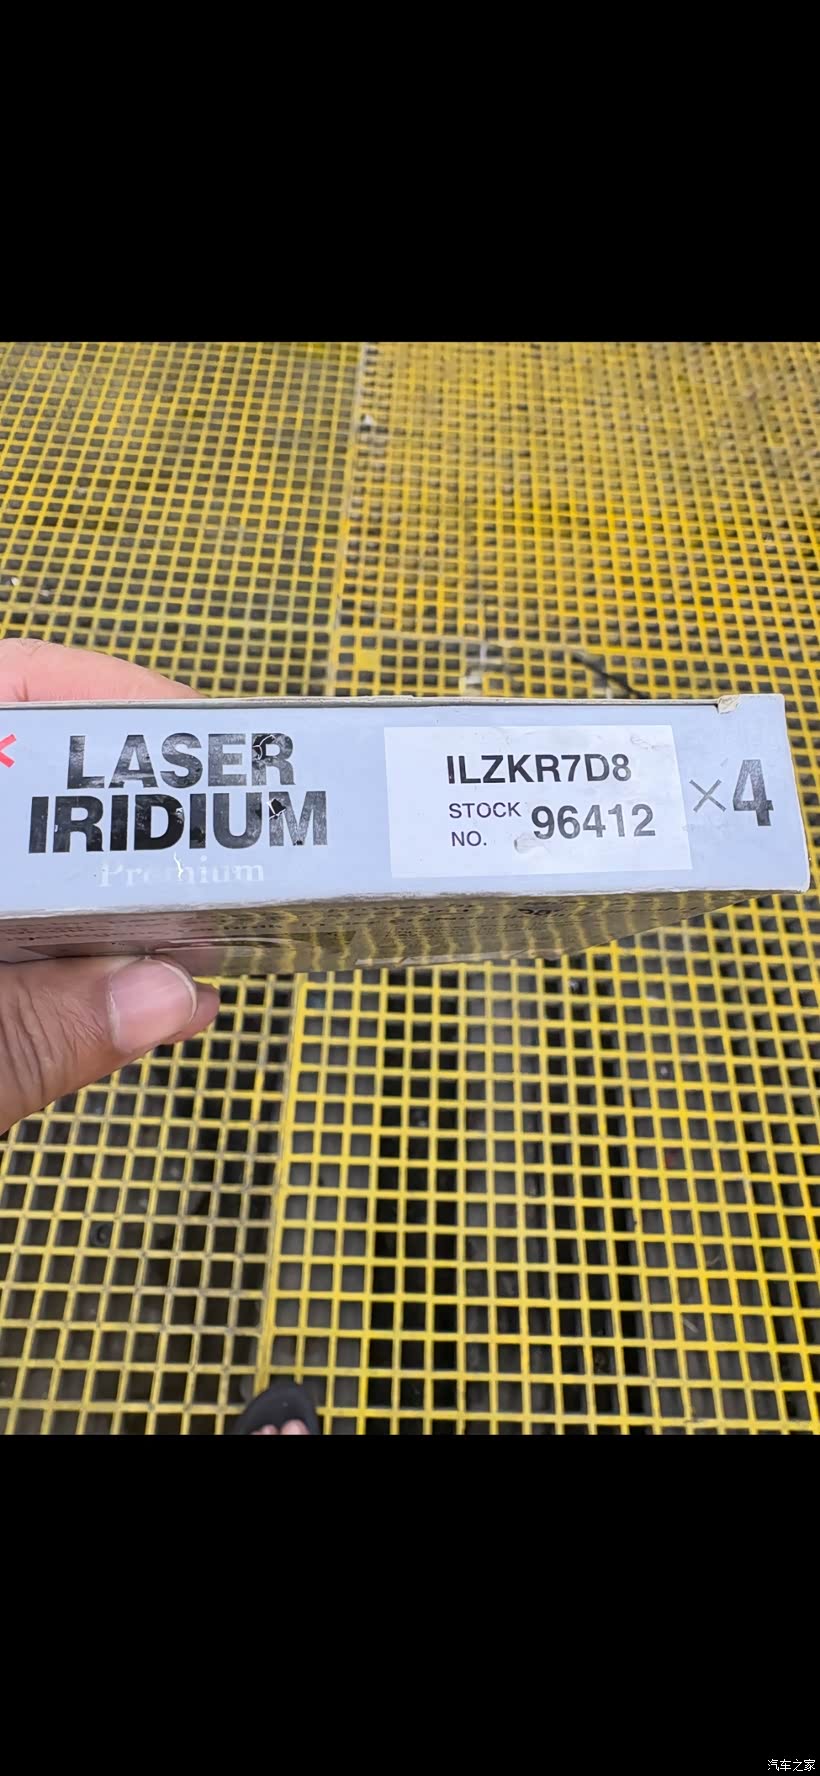 LASER
IRIDIUM
Premium
ILZKR7D8
STOCK NO. 96412
×4
汽车之家